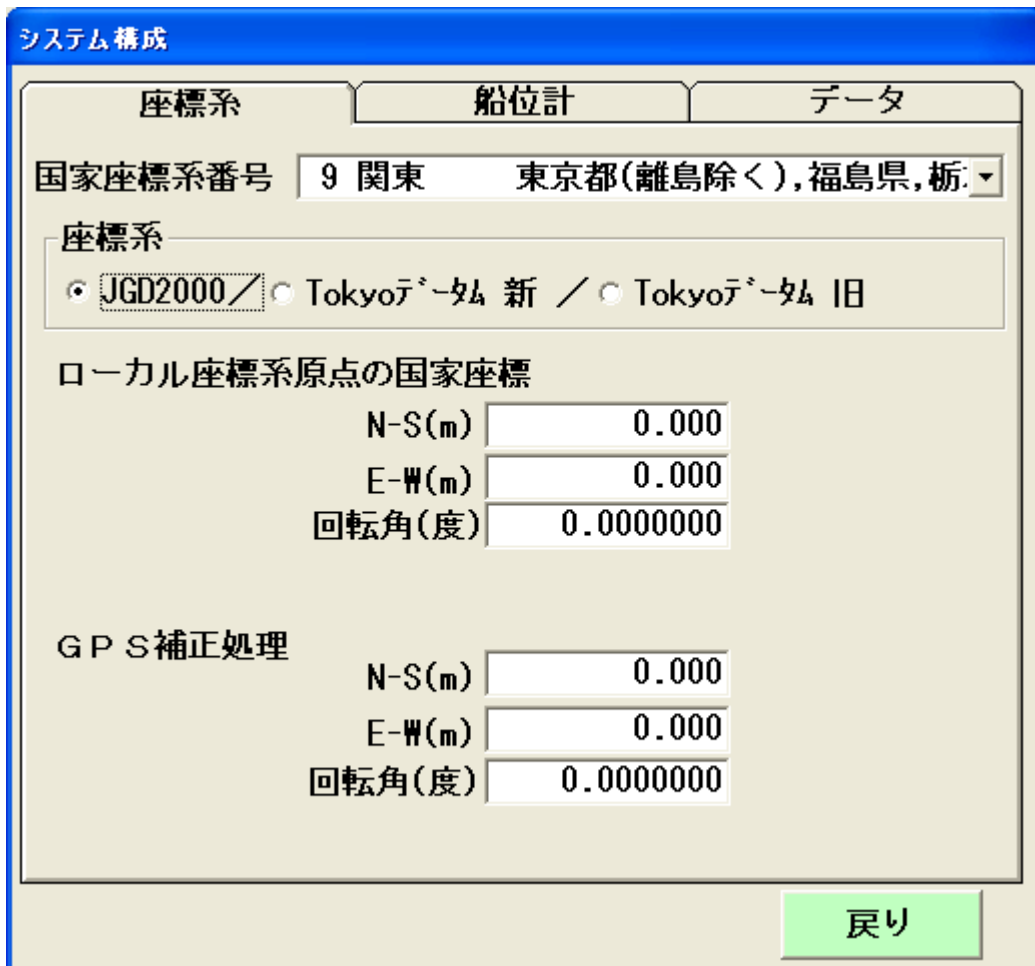 システム構成
座標系 船位計 データ
国家座標系番号 9 関東 東京都(離島除く),福島県,栃
座標系
JGD2000／ Tokyoﾃﾞｰﾀﾑ 新 ／ Tokyoﾃﾞｰﾀﾑ 旧
ローカル座標系原点の国家座標
N-S(m) 0.000
E-W(m) 0.000
回転角(度) 0.0000000
ＧＰＳ補正処理
N-S(m) 0.000
E-W(m) 0.000
回転角(度) 0.0000000
戻り